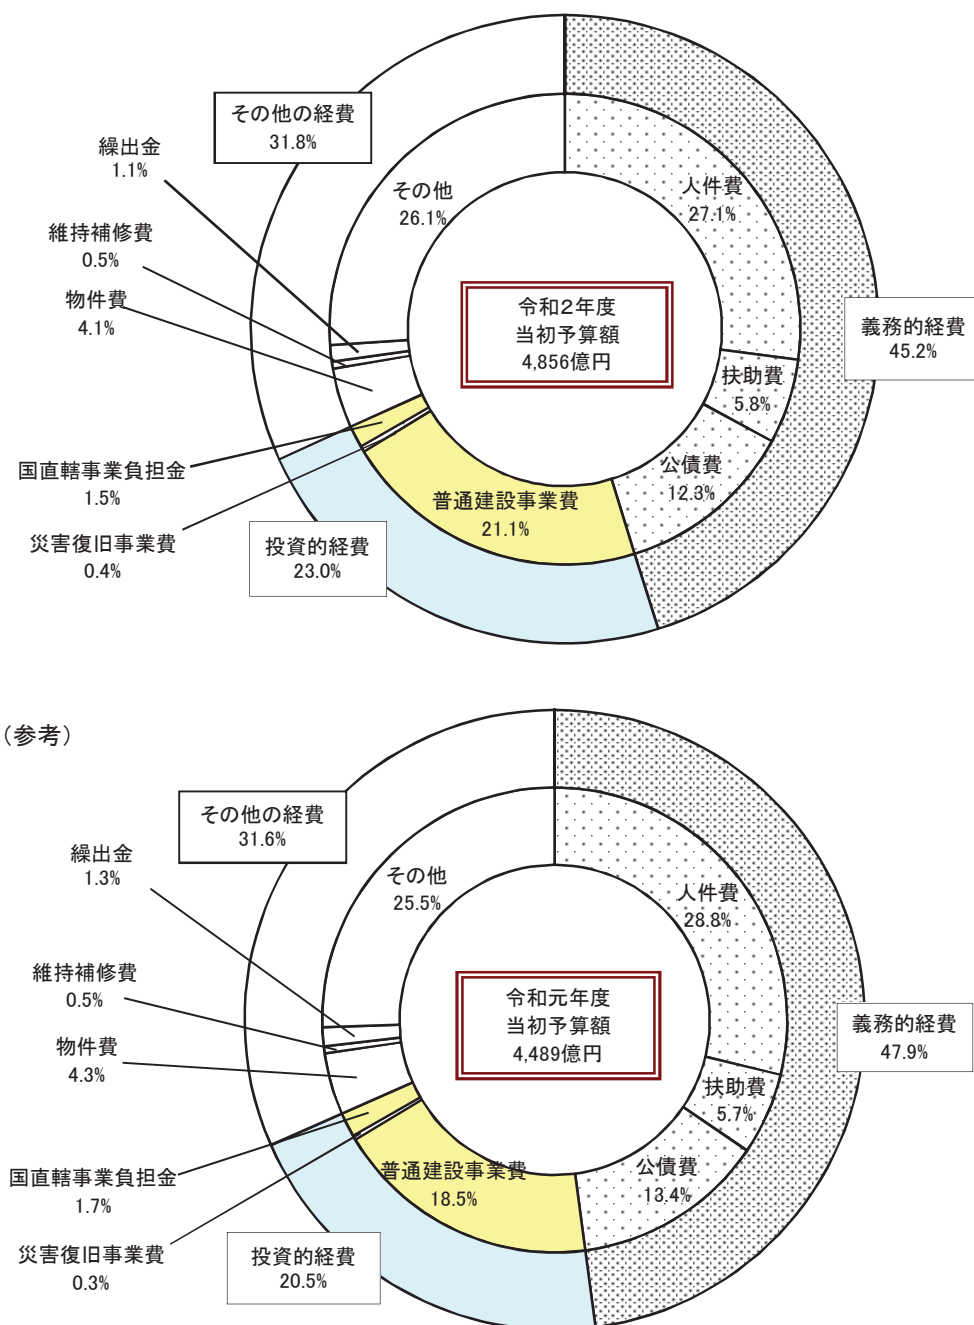 その他の経費
31.8%
繰出金
1.1%
その他
26.1%
人件費
27.1%
維持補修費
0.5%
物件費
4.1%
令和2年度
当初予算額
4,856億円
義務的経費
45.2%
扶助費
5.8%
公債費
12.3%
国直轄事業負担金
1.5%
普通建設事業費
21.1%
災害復旧事業費
0.4%
投資的経費
23.0%
(参考)
その他の経費
31.6%
繰出金
1.3%
その他
25.5%
人件費
28.8%
維持補修費
0.5%
物件費
4.3%
令和元年度
当初予算額
4,489億円
義務的経費
47.9%
扶助費
5.7%
公債費
13.4%
国直轄事業負担金
1.7%
普通建設事業費
18.5%
災害復旧事業費
0.3%
投資的経費
20.5%